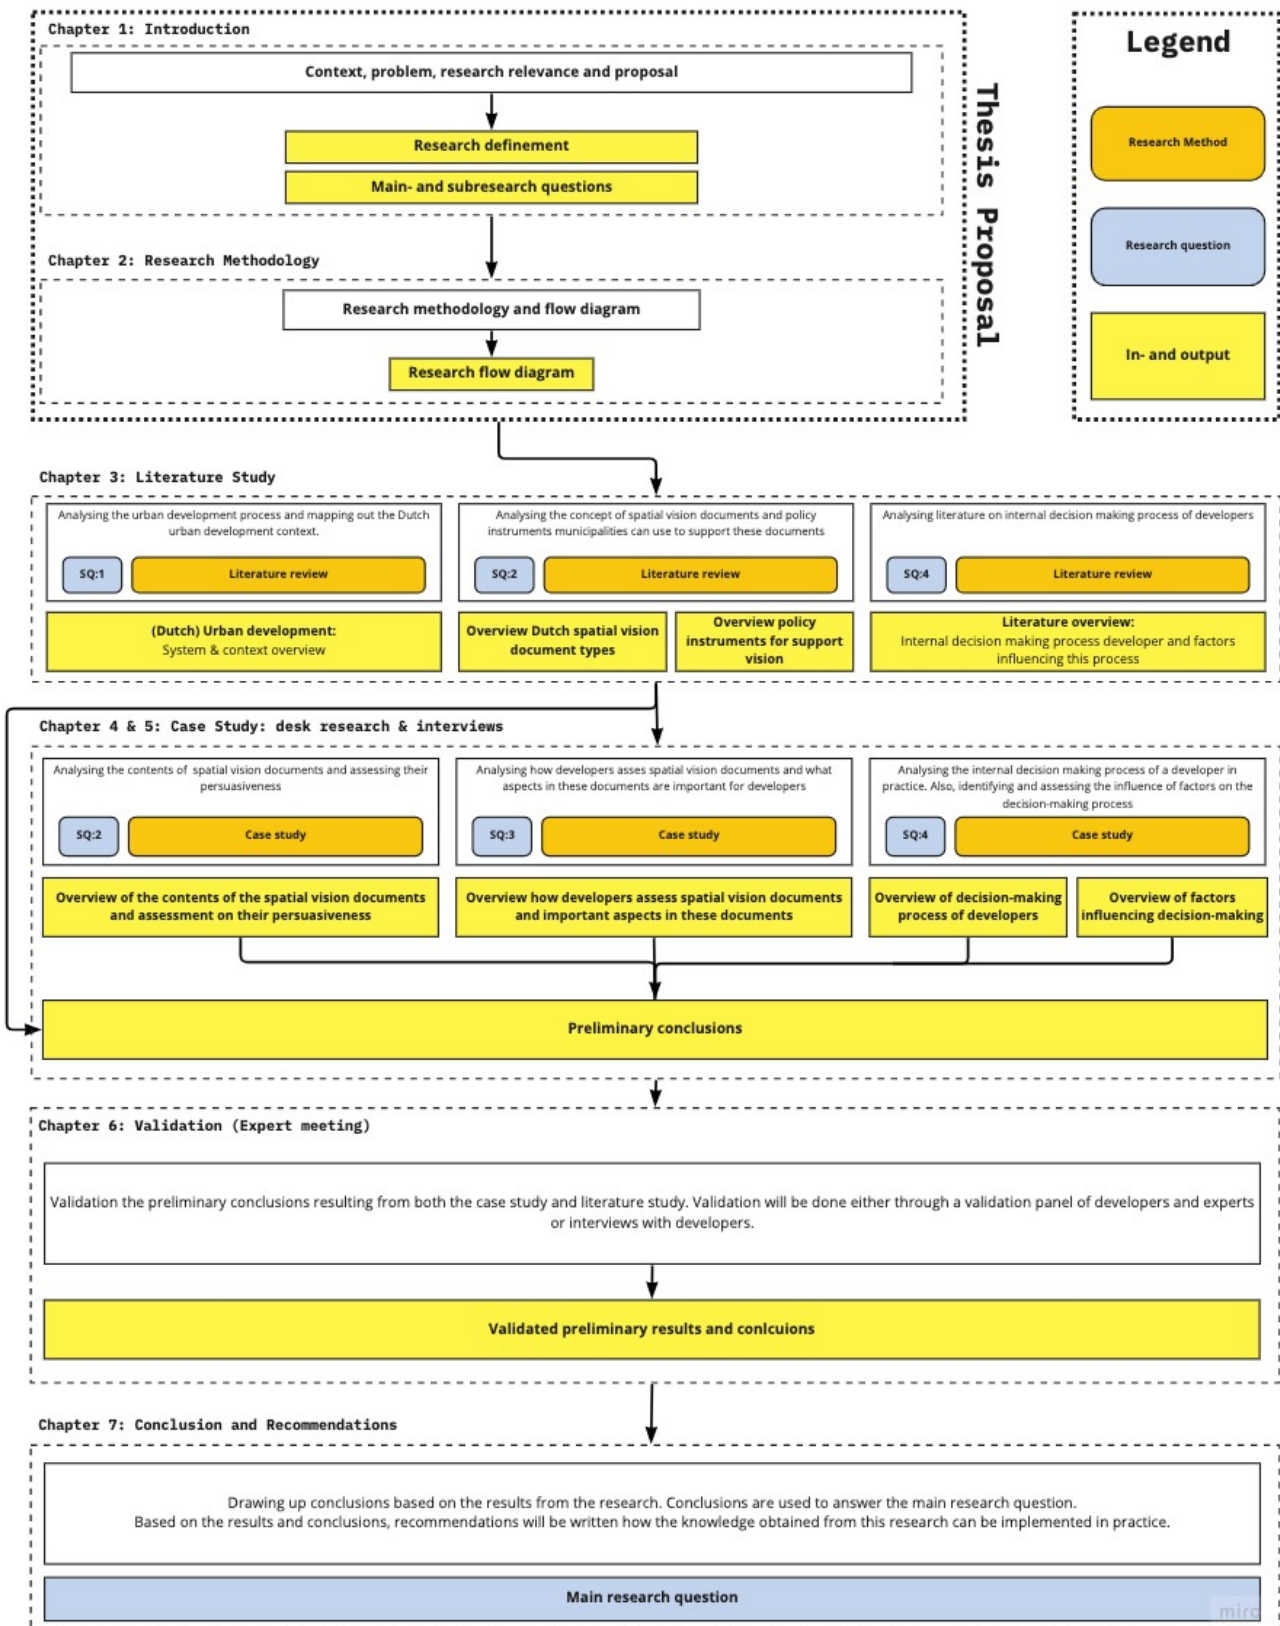 Chapter 1: Introduction
Context, problem, research relevance and proposal
Research definement
Main- and subresearch questions
Chapter 2: Research Methodology
Research methodology and flow diagram
Research flow diagram
Thesis Proposal
Legend
Research Method
Research question
In- and output
Chapter 3: Literature Study
Analysing the urban development process and mapping out the Dutch
urban development context.
SQ:1
Literature review
(Dutch) Urban development:
System & context overview
Analysing the concept of spatial vision documents and policy
instruments municipalities can use to support these documents
SQ:2
Literature review
Overview Dutch spatial vision
document types
Overview policy
instruments for support
vision
Analysing literature on internal decision making process of developers
SQ:4
Literature review
Literature overview:
Internal decision making process developer and factors
influencing this process
Chapter 4 & 5: Case Study: desk research & interviews
Analysing the contents of spatial vision documents and assessing their
persuasiveness
SQ:2
Case study
Overview of the contents of the spatial vision documents
and assessment on their persuasiveness
Analysing how developers asses spatial vision documents and what
aspects in these documents are important for developers
SQ:3
Case study
Overview how developers assess spatial vision documents
and important aspects in these documents
Analysing the internal decision making process of a developer in
practice. Also, identifying and assessing the influence of factors on the
decision-making process
SQ:4
Case study
Overview of decision-making
process of developers
Overview of factors
influencing decision-making
Preliminary conclusions
Chapter 6: Validation (Expert meeting)
Validation the preliminary conclusions resulting from both the case study and literature study. Validation will be done either through a validation panel of developers and experts
or interviews with developers.
Validated preliminary results and conlcuions
Chapter 7: Conclusion and Recommendations
Drawing up conclusions based on the results from the research. Conclusions are used to answer the main research question.
Based on the results and conclusions, recommendations will be written how the knowledge obtained from this research can be implemented in practice.
Main research question
miro